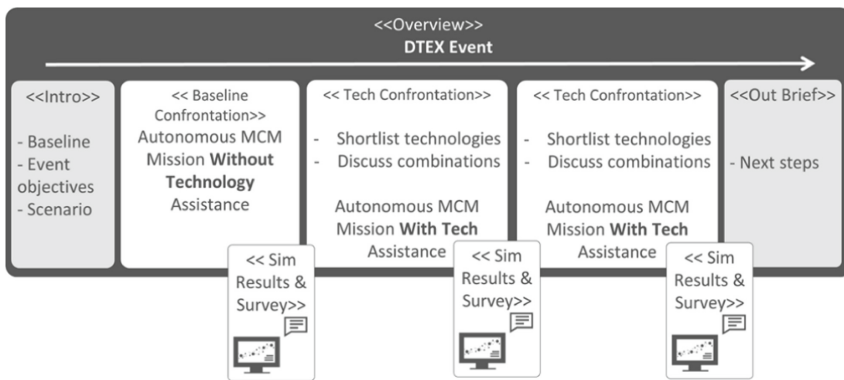 <<Overview>>
DTEX Event
<<Intro>>
- Baseline
- Event
objectives
- Scenario
<< Baseline
Confrontation>>
Autonomous MCM
Mission Without
Technology
Assistance
<< Sim
Results &
Survey>>
<< Tech Confrontation>>
- Shortlist technologies
- Discuss combinations
Autonomous MCM
Mission With Tech
Assistance
<< Sim
Results &
Survey>>
<< Tech Confrontation>>
- Shortlist technologies
- Discuss combinations
Autonomous MCM
Mission With Tech
Assistance
<< Sim
Results &
Survey>>
<<Out Brief>>
- Next steps